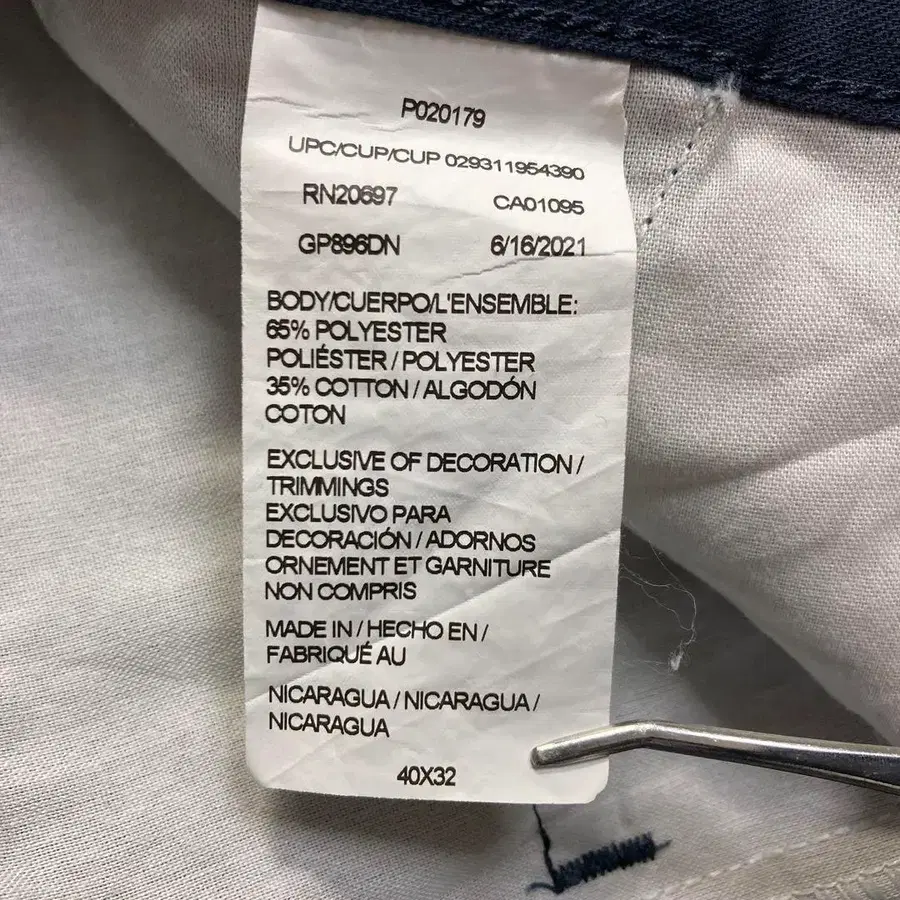 P020179
UPC/CUP/CUP 029311954390
RN20697 CA01095
GP896DN 6/16/2021
BODY/CUERPO/L'ENSEMBLE:
65% POLYESTER
POLIÉSTER / POLYESTER
35% COTTON / ALGODÓN
COTON
EXCLUSIVE OF DECORATION /
TRIMMINGS
EXCLUSIVO PARA
DECORACIÓN / ADORNOS
ORNEMENT ET GARNITURE
NON COMPRIS
MADE IN / HECHO EN /
FABRIQUÉ AU
NICARAGUA / NICARAGUA /
NICARAGUA
40X32